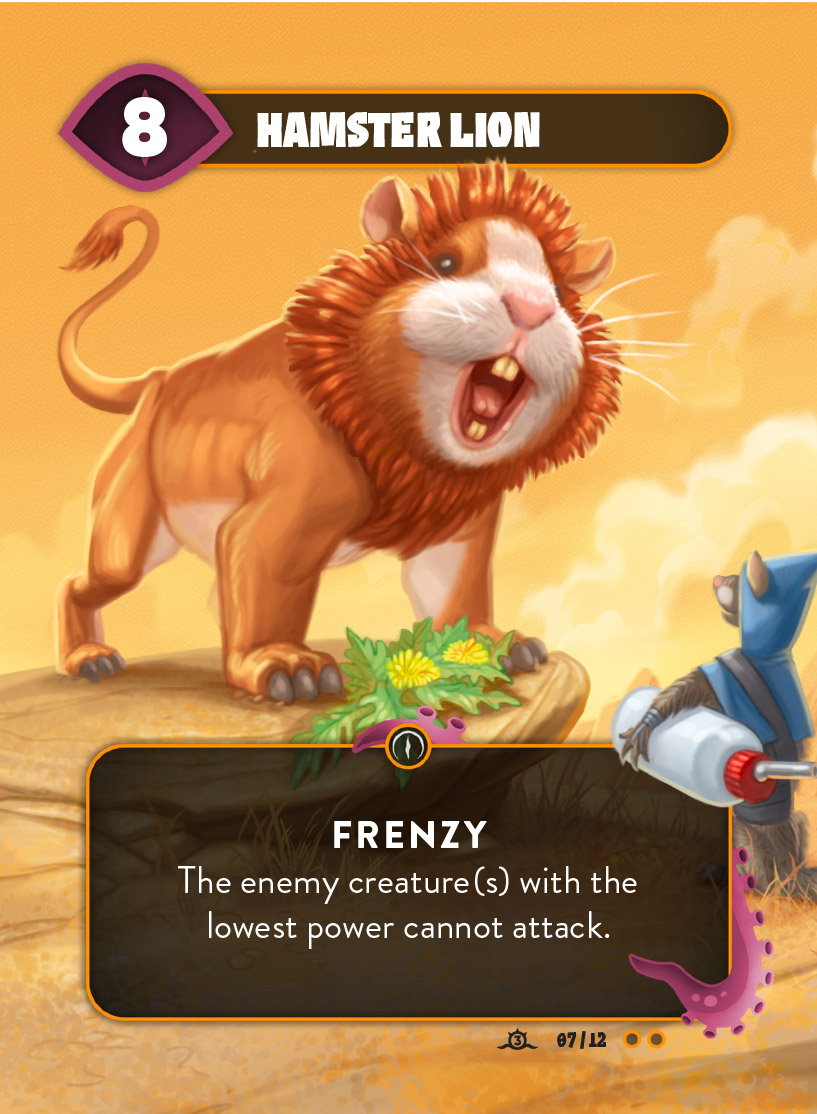 8
HAMSTER LION
FRENZY
The enemy creature(s) with the
lowest power cannot attack.
3 07/12